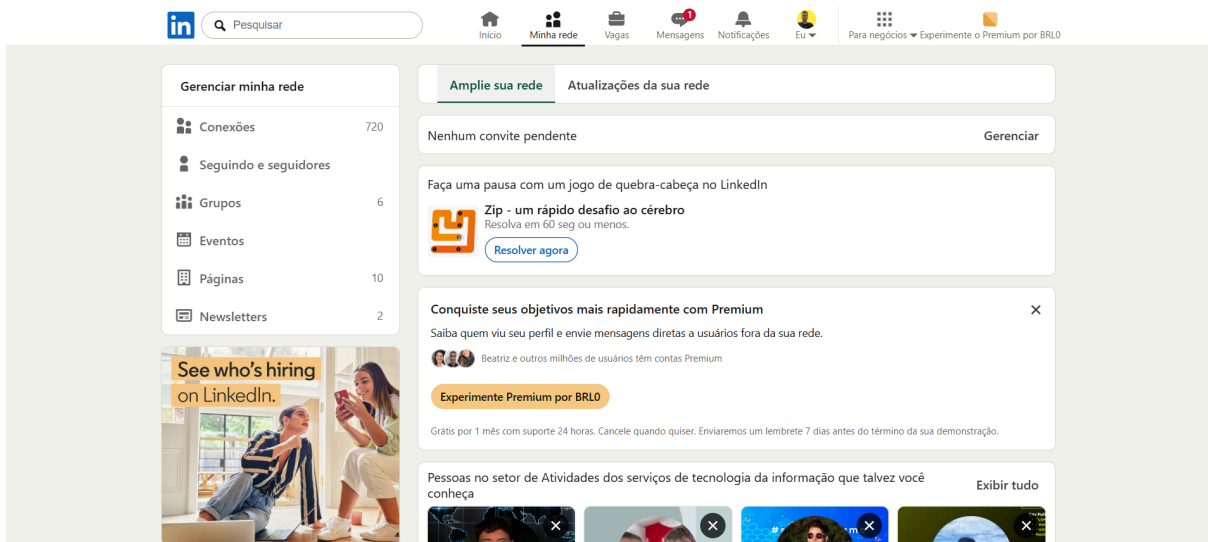 in
Pesquisar
Início
Minha rede
Vagas
1
Mensagens
Notificações
Eu
Para negócios
Experimente o Premium por BRL0
Gerenciar minha rede
Conexões 720
Seguindo e seguidores
Grupos 6
Eventos
Páginas 10
Newsletters 2
See who's hiring
on LinkedIn.
Amplie sua rede Atualizações da sua rede
Nenhum convite pendente Gerenciar
Faça uma pausa com um jogo de quebra-cabeça no LinkedIn
Zip - um rápido desafio ao cérebro
Resolva em 60 seg ou menos.
Resolver agora
Conquiste seus objetivos mais rapidamente com Premium
Saiba quem viu seu perfil e envie mensagens diretas a usuários fora da sua rede.
Beatriz e outros milhões de usuários têm contas Premium
Experimente Premium por BRL0
Grátis por 1 mês com suporte 24 horas. Cancele quando quiser. Enviaremos um lembrete 7 dias antes do término da sua demonstração.
Pessoas no setor de Atividades dos serviços de tecnologia da informação que talvez você
conheça
Exibir tudo